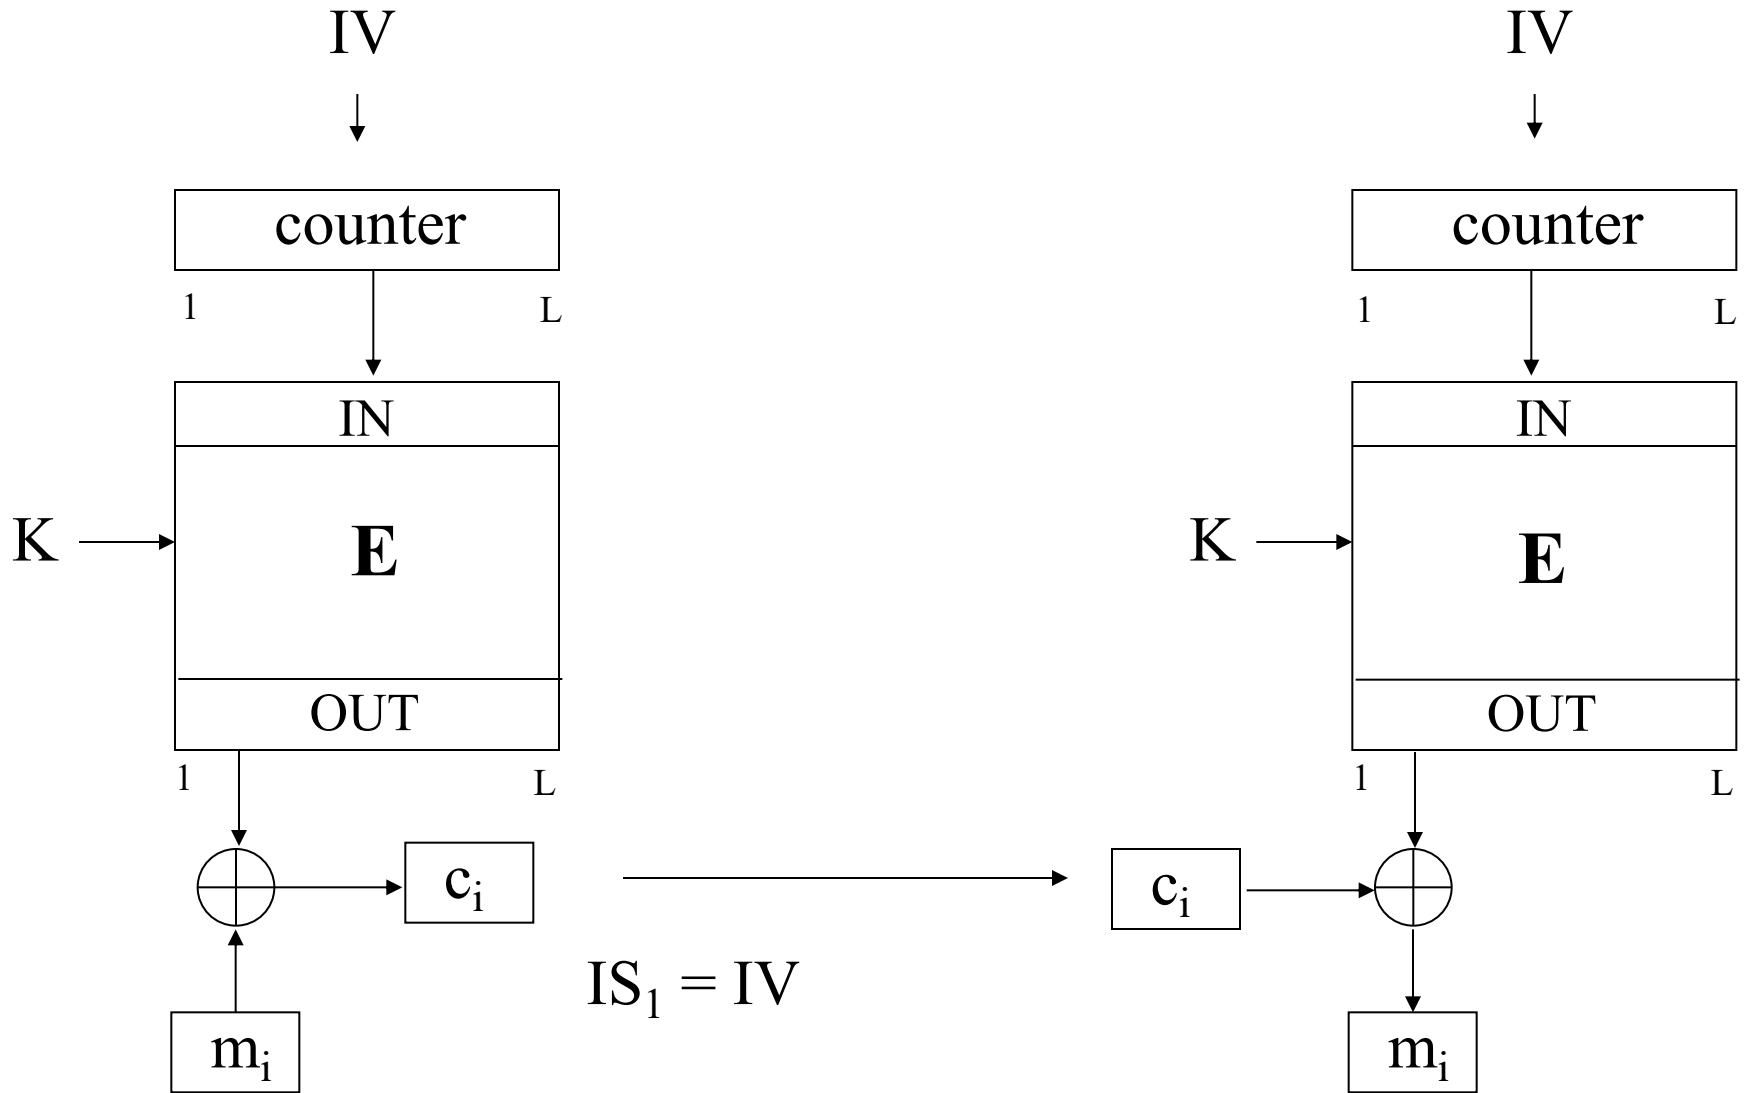 IV
IV
counter
counter
1
L
1
L
IN
IN
K
E
K
E
OUT
OUT
1
L
1
L
cᵢ
cᵢ
IS₁ = IV
mᵢ
mᵢ